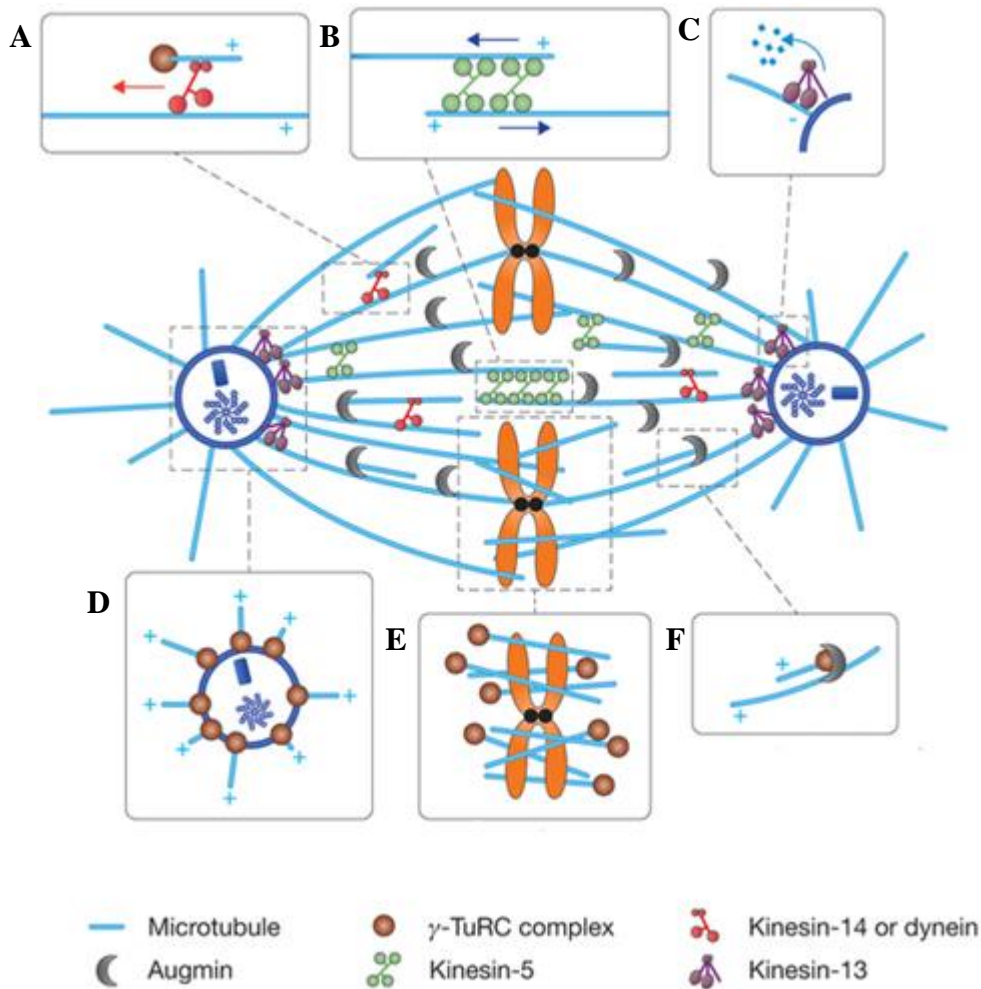 A
B
C
+
+
+
+
-
D
E
F
+
+
+
+
+
+
+
+
+
+
Microtubule
γ-TuRC complex
Kinesin-14 or dynein
Augmin
Kinesin-5
Kinesin-13